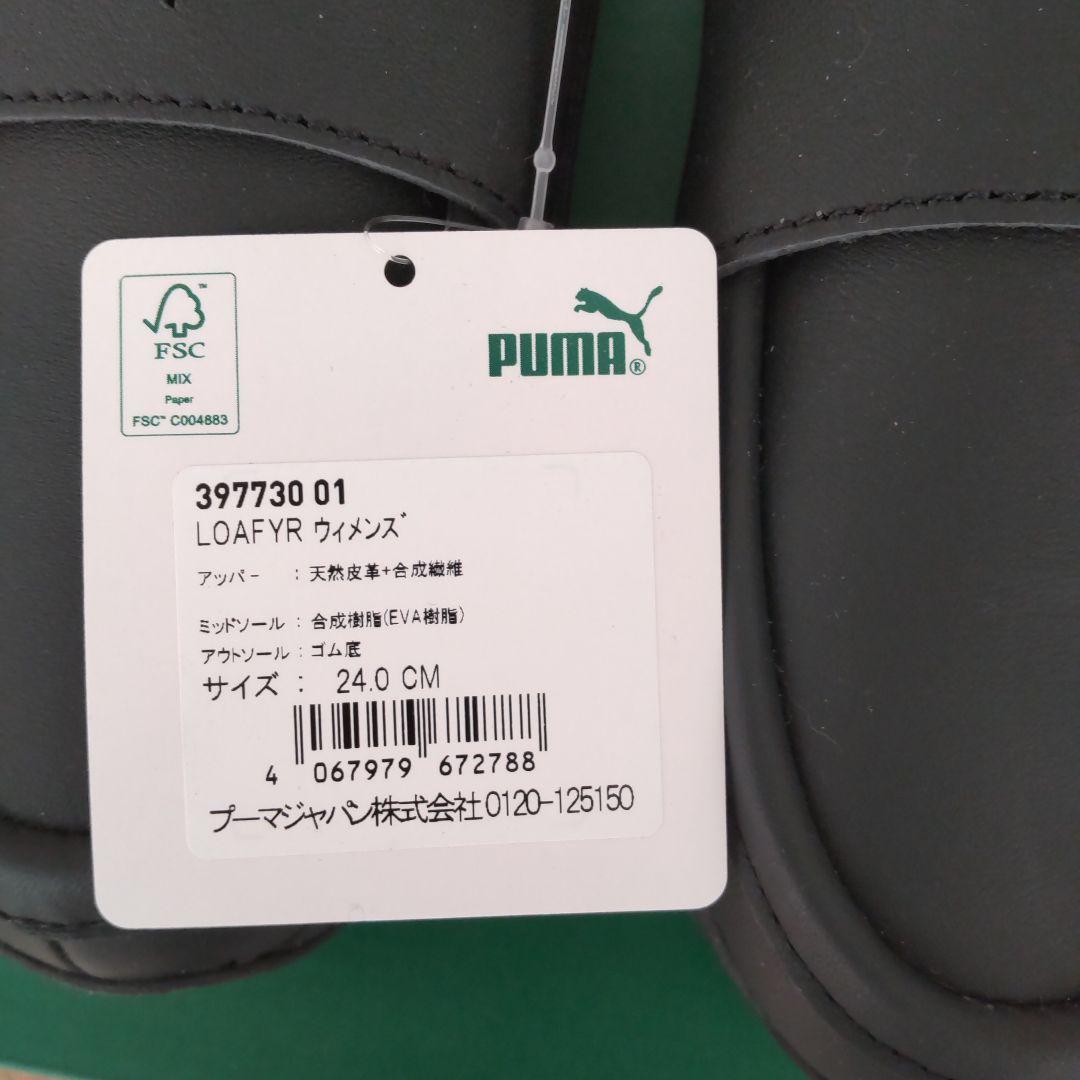 FSC™
MIX
Paper
FSC™ C004883
PUMA®
397730 01
LOAFYR ウィメンズ
アッパー : 天然皮革+合成繊維
ミッドソール : 合成樹脂(EVA樹脂)
アウトソール : ゴム底
サイズ : 24.0 CM
4 067979 672788
プーマジャパン株式会社0120-125150